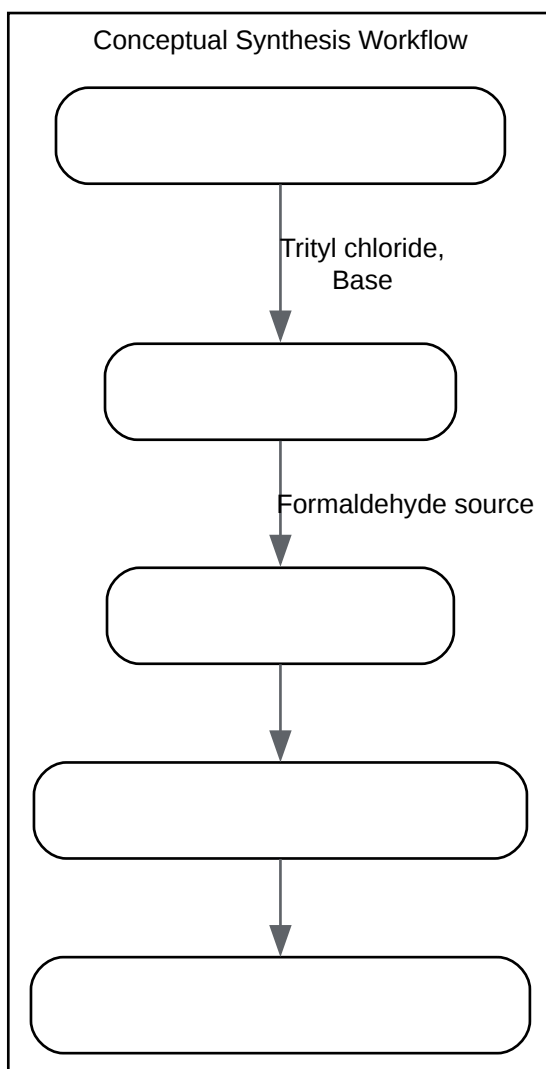 Conceptual Synthesis Workflow
Trityl chloride,
Base
Formaldehyde source